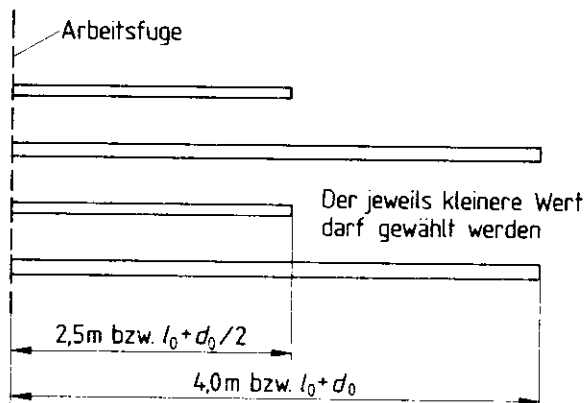 Arbeitsfuge
Der jeweils kleinere Wert
darf gewählt werden
2,5m bzw. l₀+d₀/2
4,0m bzw. l₀+d₀